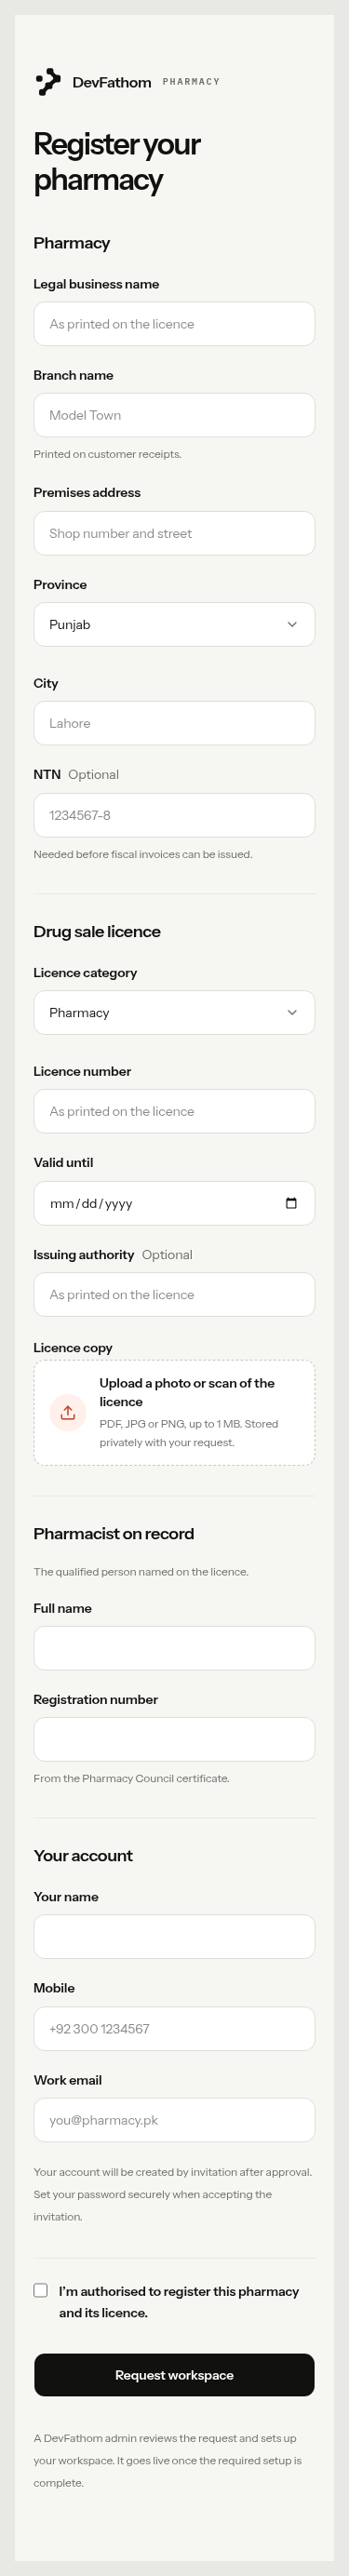 DevFathom PHARMACY
Register your
pharmacy
Pharmacy
Legal business name
As printed on the licence
Branch name
Model Town
Printed on customer receipts.
Premises address
Shop number and street
Province
Punjab
City
Lahore
NTN Optional
1234567-8
Needed before fiscal invoices can be issued.
Drug sale licence
Licence category
Pharmacy
Licence number
As printed on the licence
Valid until
mm/dd/yyyy
Issuing authority Optional
As printed on the licence
Licence copy
Upload a photo or scan of the
licence
PDF, JPG or PNG, up to 1 MB. Stored
privately with your request.
Pharmacist on record
The qualified person named on the licence.
Full name
Registration number
From the Pharmacy Council certificate.
Your account
Your name
Mobile
+92 300 1234567
Work email
you@pharmacy.pk
Your account will be created by invitation after approval.
Set your password securely when accepting the
invitation.
I'm authorised to register this pharmacy
and its licence.
Request workspace
A DevFathom admin reviews the request and sets up
your workspace. It goes live once the required setup is
complete.